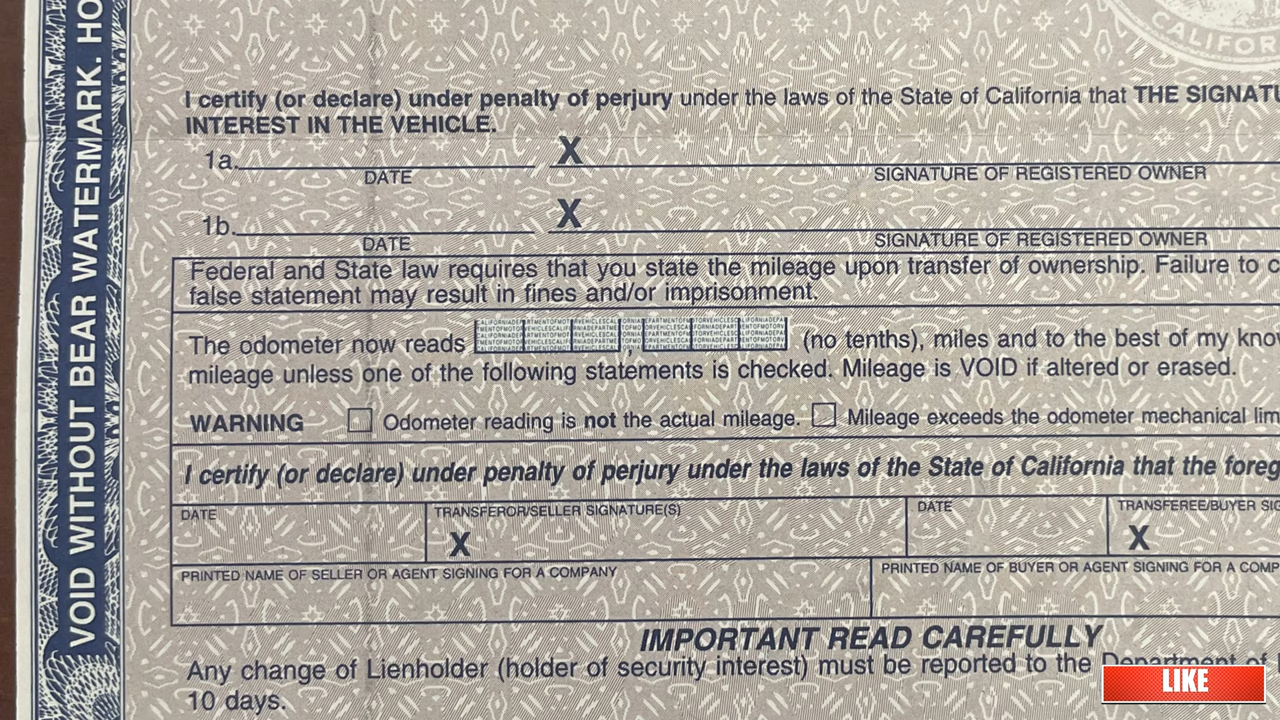 VOID WITHOUT BEAR WATERMARK. HO
CALIFOR
I certify (or declare) under penalty of perjury under the laws of the State of California that THE SIGNATU
INTEREST IN THE VEHICLE.
1a. X
DATE SIGNATURE OF REGISTERED OWNER
1b. X
DATE SIGNATURE OF REGISTERED OWNER
Federal and State law requires that you state the mileage upon transfer of ownership. Failure to c
false statement may result in fines and/or imprisonment.
The odometer now reads (no tenths), miles and to the best of my know
mileage unless one of the following statements is checked. Mileage is VOID if altered or erased.
WARNING Odometer reading is not the actual mileage. Mileage exceeds the odometer mechanical lim
I certify (or declare) under penalty of perjury under the laws of the State of California that the foreg
DATE TRANSFEROR/SELLER SIGNATURE(S) DATE TRANSFEREE/BUYER SIG
X X
PRINTED NAME OF SELLER OR AGENT SIGNING FOR A COMPANY PRINTED NAME OF BUYER OR AGENT SIGNING FOR A COMP
IMPORTANT READ CAREFULLY
Any change of Lienholder (holder of security interest) must be reported to the Department of
10 days.
LIKE